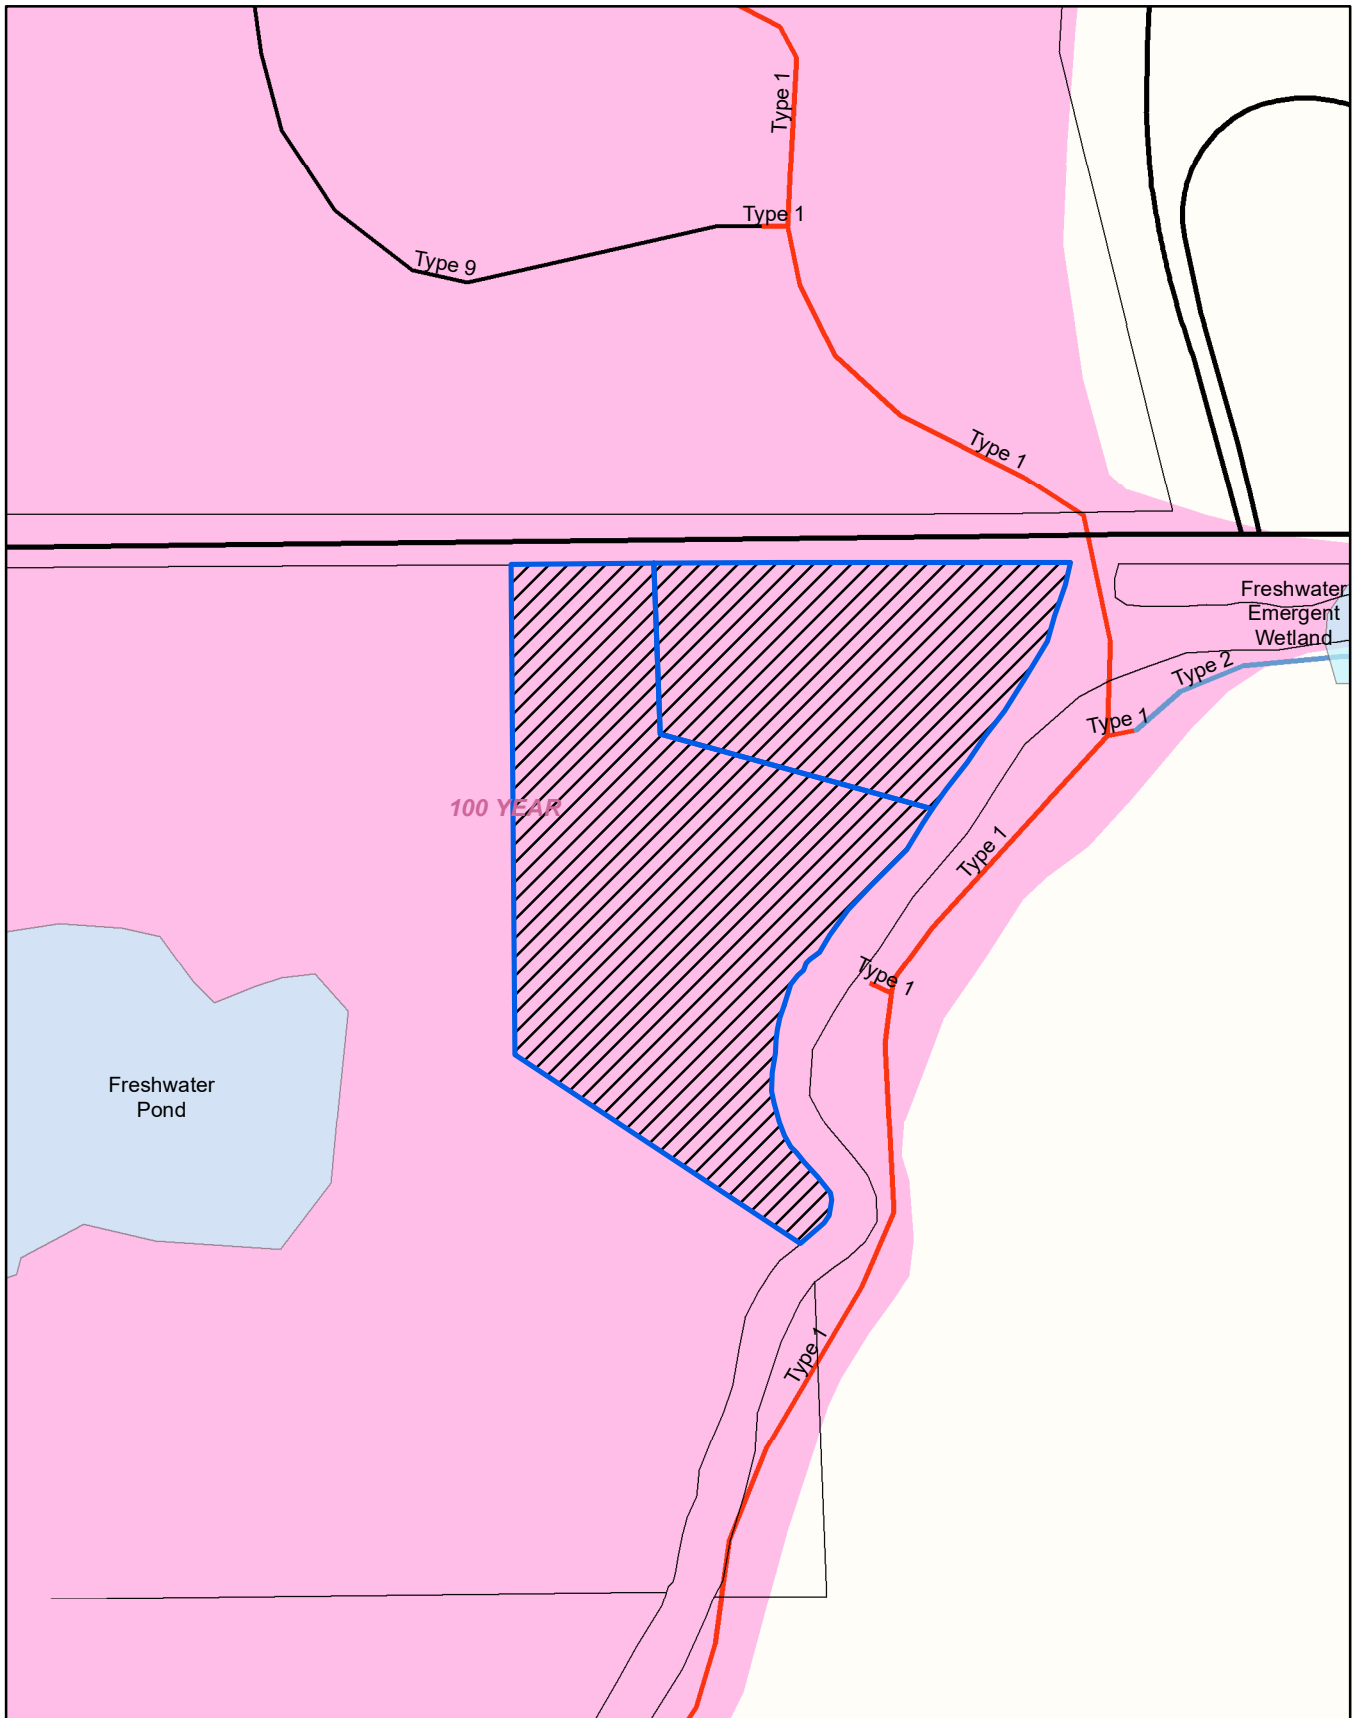 Type 1
Type 1
Type 9
Type 1
Freshwater
Emergent
Wetland
Type 2
Type 1
100 YEAR
Type 1
Type 1
Freshwater
Pond
Type 1